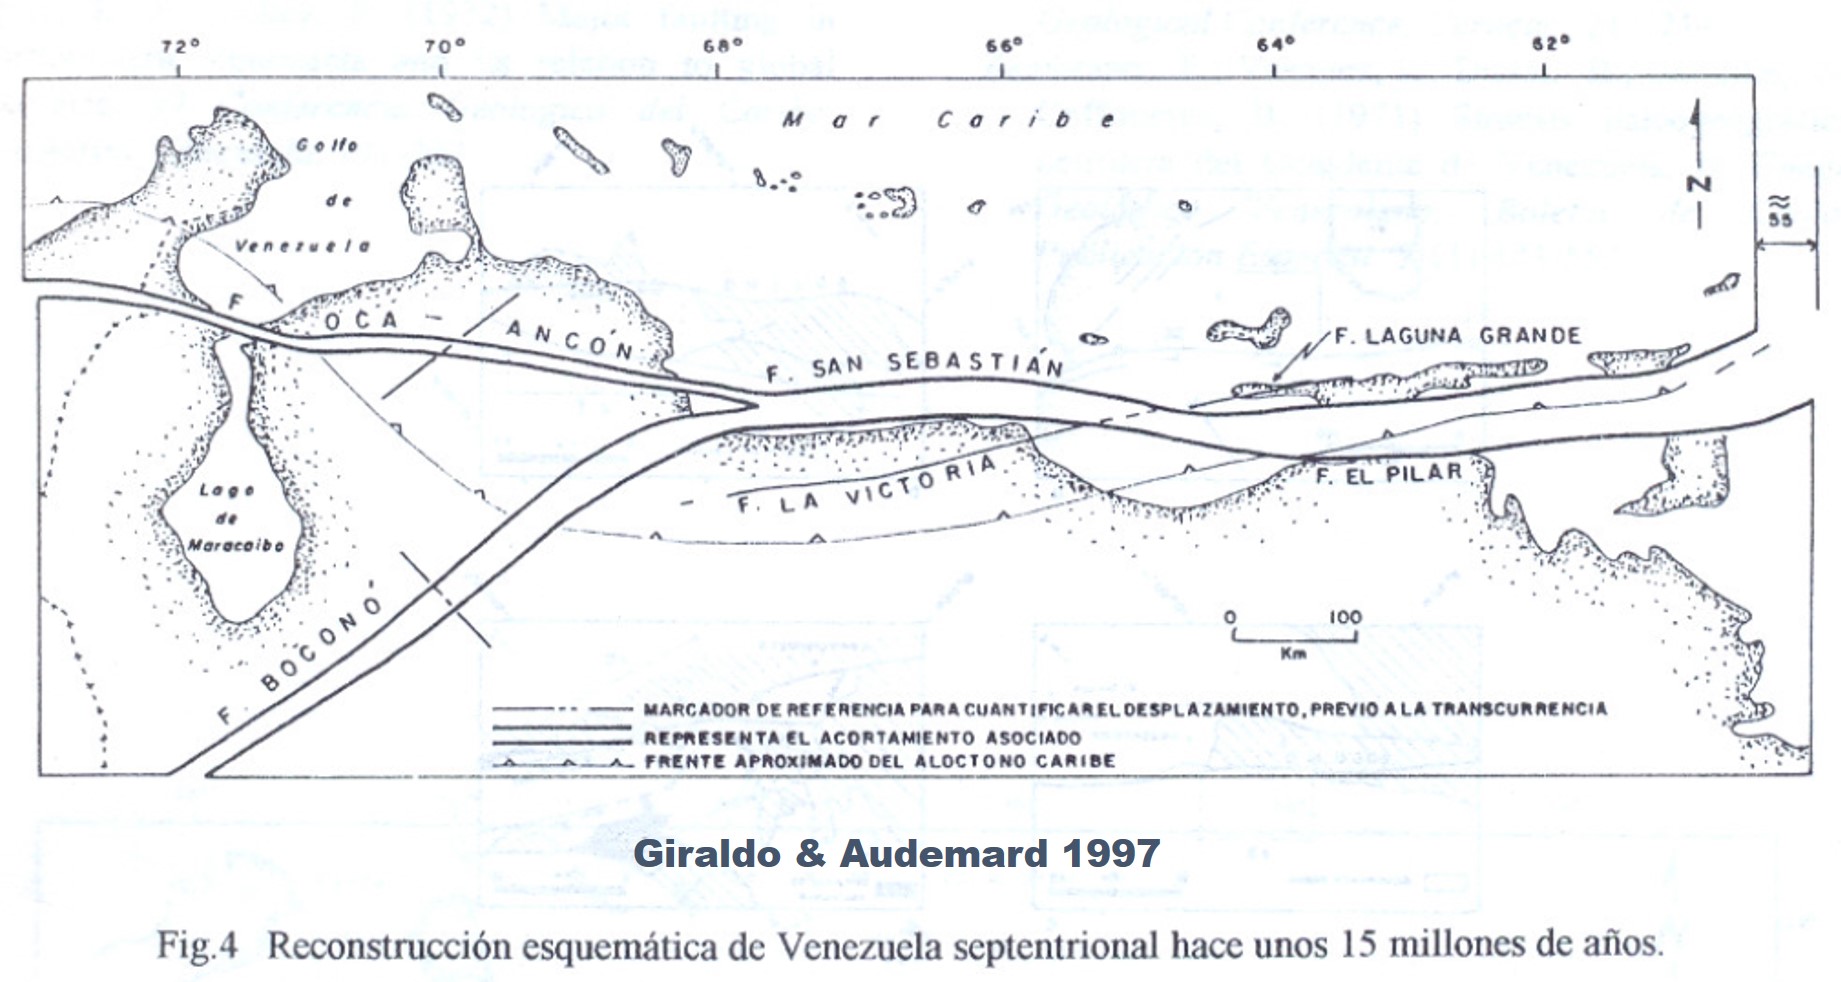 72° 70° 68° 66° 64° 62°
Mar Caribe
Golfo
de
Venezuela
N
≈
55
F OCA - ANCÓN
F. SAN SEBASTIÁN
F. LAGUNA GRANDE
F. LA VICTORIA
F. EL PILAR
Lago
de
Maracaibo
F. BOCONÓ
0 100
Km
MARCADOR DE REFERENCIA PARA CUANTIFICAR EL DESPLAZAMIENTO, PREVIO A LA TRANSCURRENCIA
REPRESENTA EL ACORTAMIENTO ASOCIADO
FRENTE APROXIMADO DEL ALOCTONO CARIBE
Giraldo & Audemard 1997
Fig.4 Reconstrucción esquemática de Venezuela septentrional hace unos 15 millones de años.